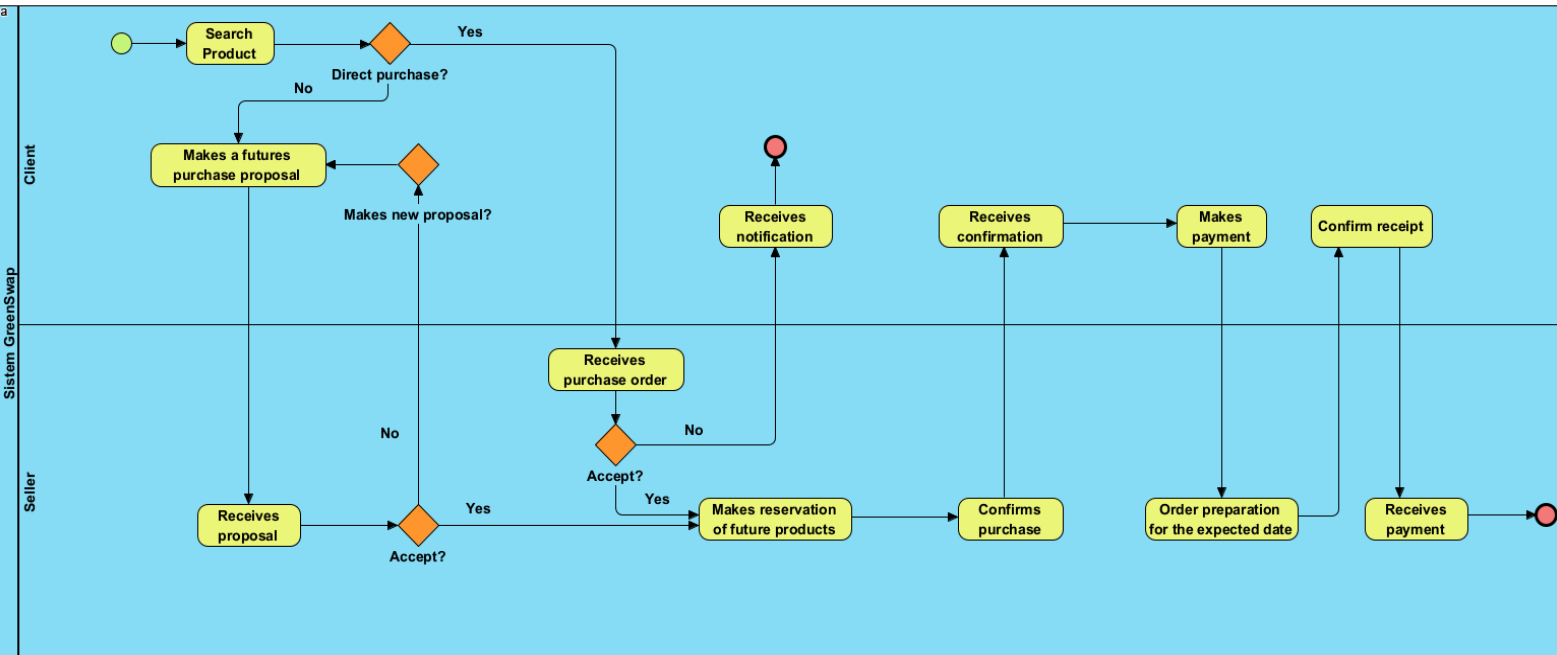 a
Sistem GreenSwap
Client
Search
Product
Yes
Direct purchase?
No
Makes a futures
purchase proposal
Makes new proposal?
Receives
notification
Receives
confirmation
Makes
payment
Confirm receipt
Seller
Receives
purchase order
No
No
Accept?
Yes
Receives
proposal
Yes
Accept?
Makes reservation
of future products
Confirms
purchase
Order preparation
for the expected date
Receives
payment